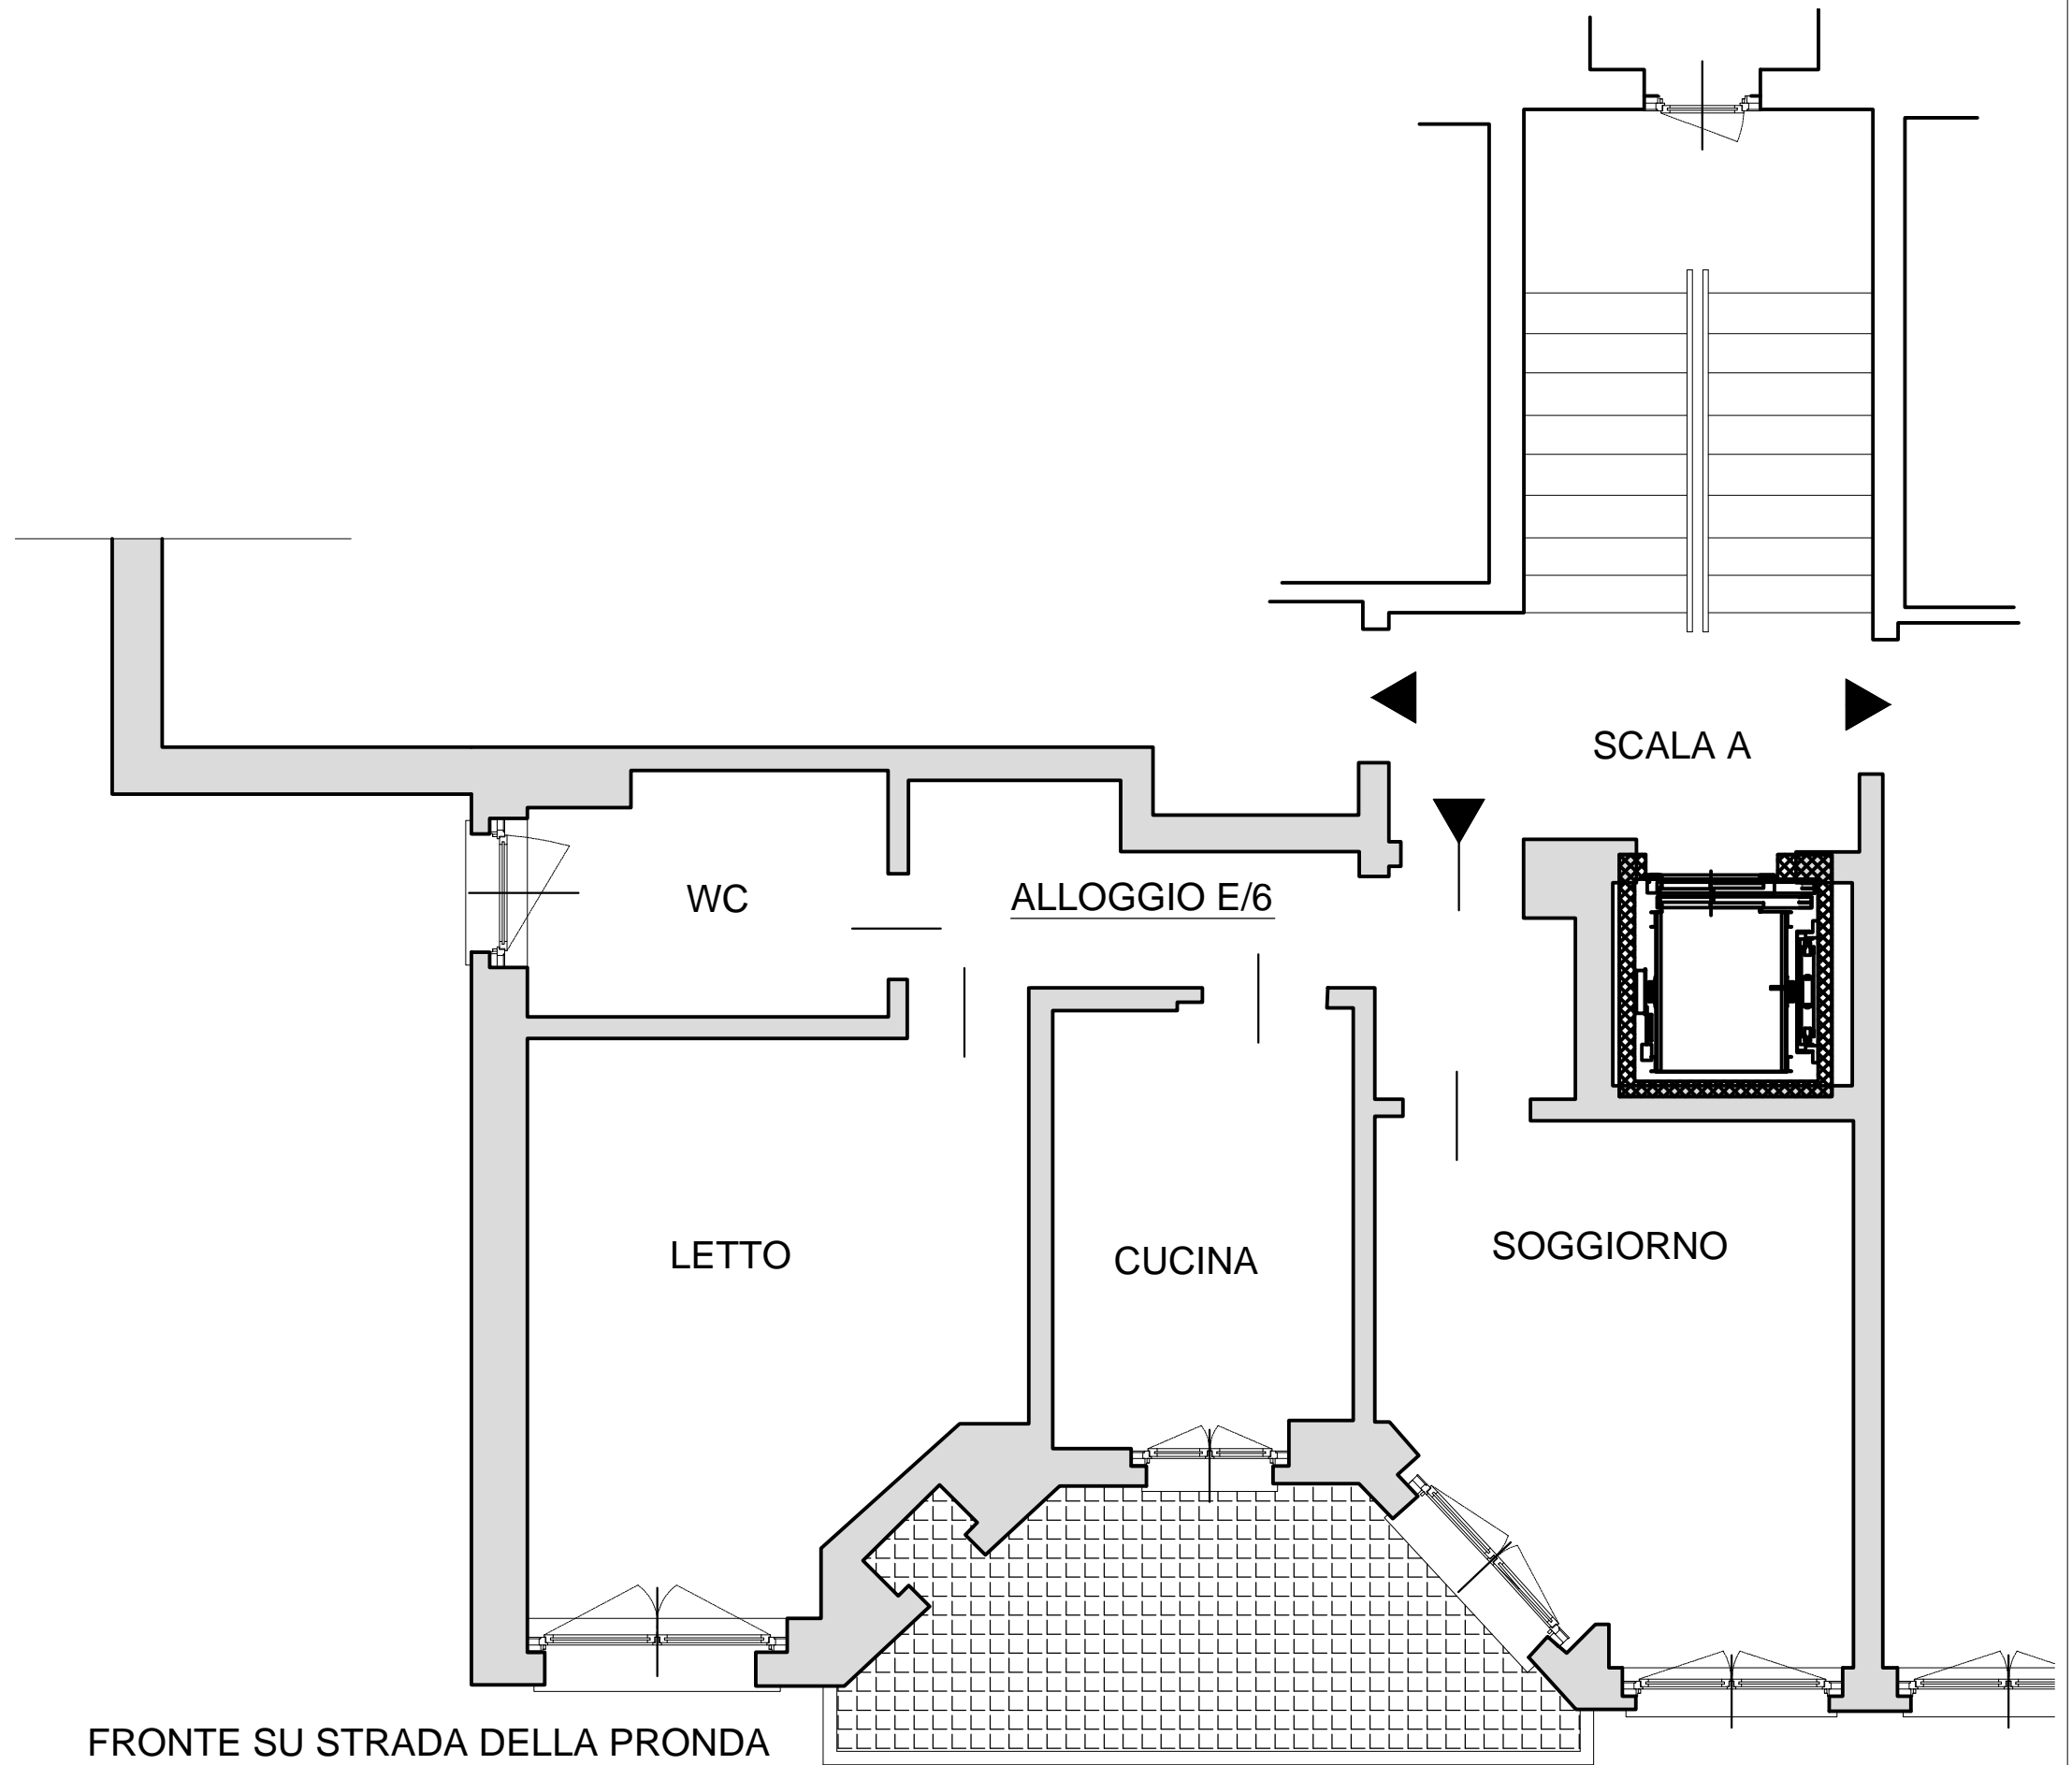 SCALA A
WC
ALLOGGIO E/6
LETTO
CUCINA
SOGGIORNO
FRONTE SU STRADA DELLA PRONDA